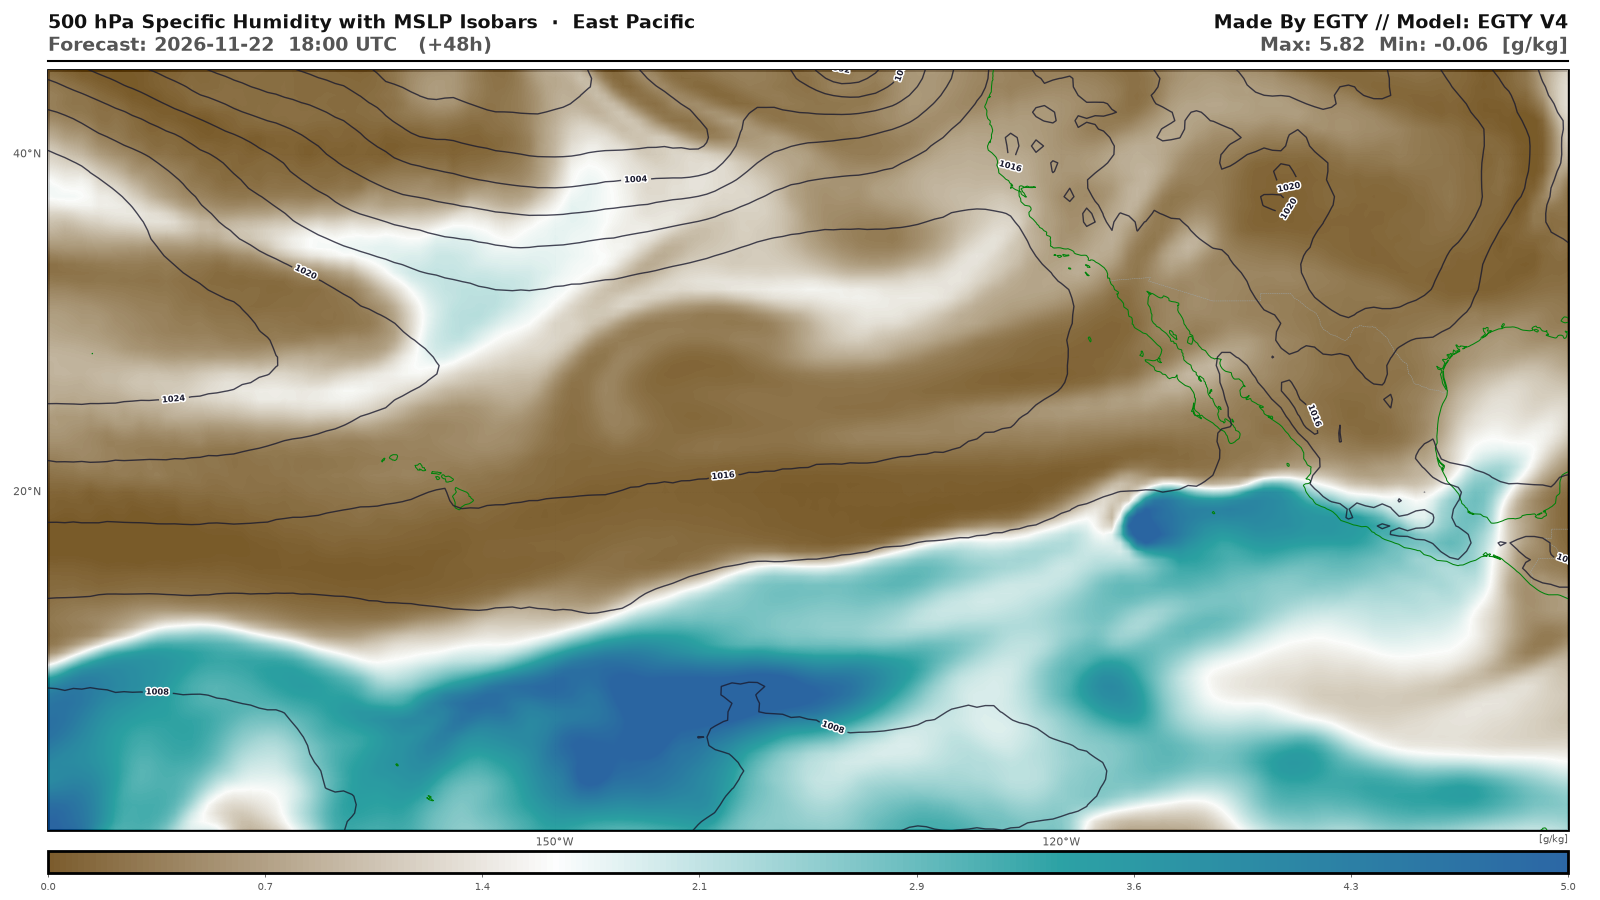 500 hPa Specific Humidity with MSLP Isobars · East Pacific
Made By EGTY // Model: EGTY V4
Forecast: 2026-11-22 18:00 UTC (+48h)
Max: 5.82 Min: -0.06 [g/kg]
40°N
20°N
1016
1004
1020
1020
1020
1024
1016
1016
1008
1008
150°W
120°W
[g/kg]
0.0 0.7 1.4 2.1 2.9 3.6 4.3 5.0